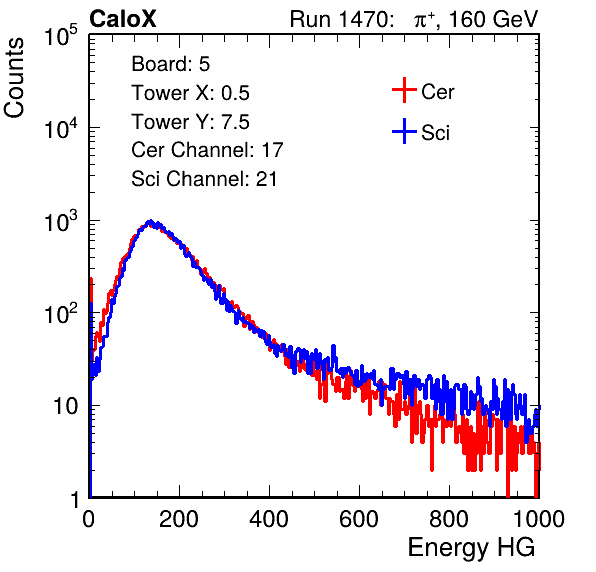 CaloX Run 1470: π⁺, 160 GeV
Counts
10⁵
10⁴
10³
10²
10
1
Board: 5
Tower X: 0.5
Tower Y: 7.5
Cer Channel: 17
Sci Channel: 21
Cer
Sci
0 200 400 600 800 1000
Energy HG